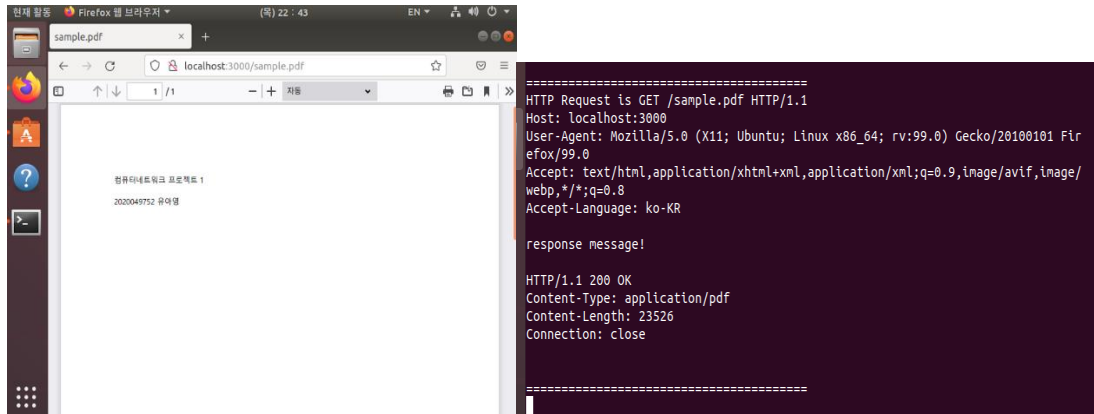 현재 활동 Firefox 웹 브라우저 (목) 22 : 43 EN
sample.pdf × +
localhost:3000/sample.pdf
1 /1 − + 자동
컴퓨터네트워크 프로젝트 1
2020049752 유아명
========================================
HTTP Request is GET /sample.pdf HTTP/1.1
Host: localhost:3000
User-Agent: Mozilla/5.0 (X11; Ubuntu; Linux x86_64; rv:99.0) Gecko/20100101 Fir
efox/99.0
Accept: text/html,application/xhtml+xml,application/xml;q=0.9,image/avif,image/
webp,*/*;q=0.8
Accept-Language: ko-KR
response message!
HTTP/1.1 200 OK
Content-Type: application/pdf
Content-Length: 23526
Connection: close
========================================